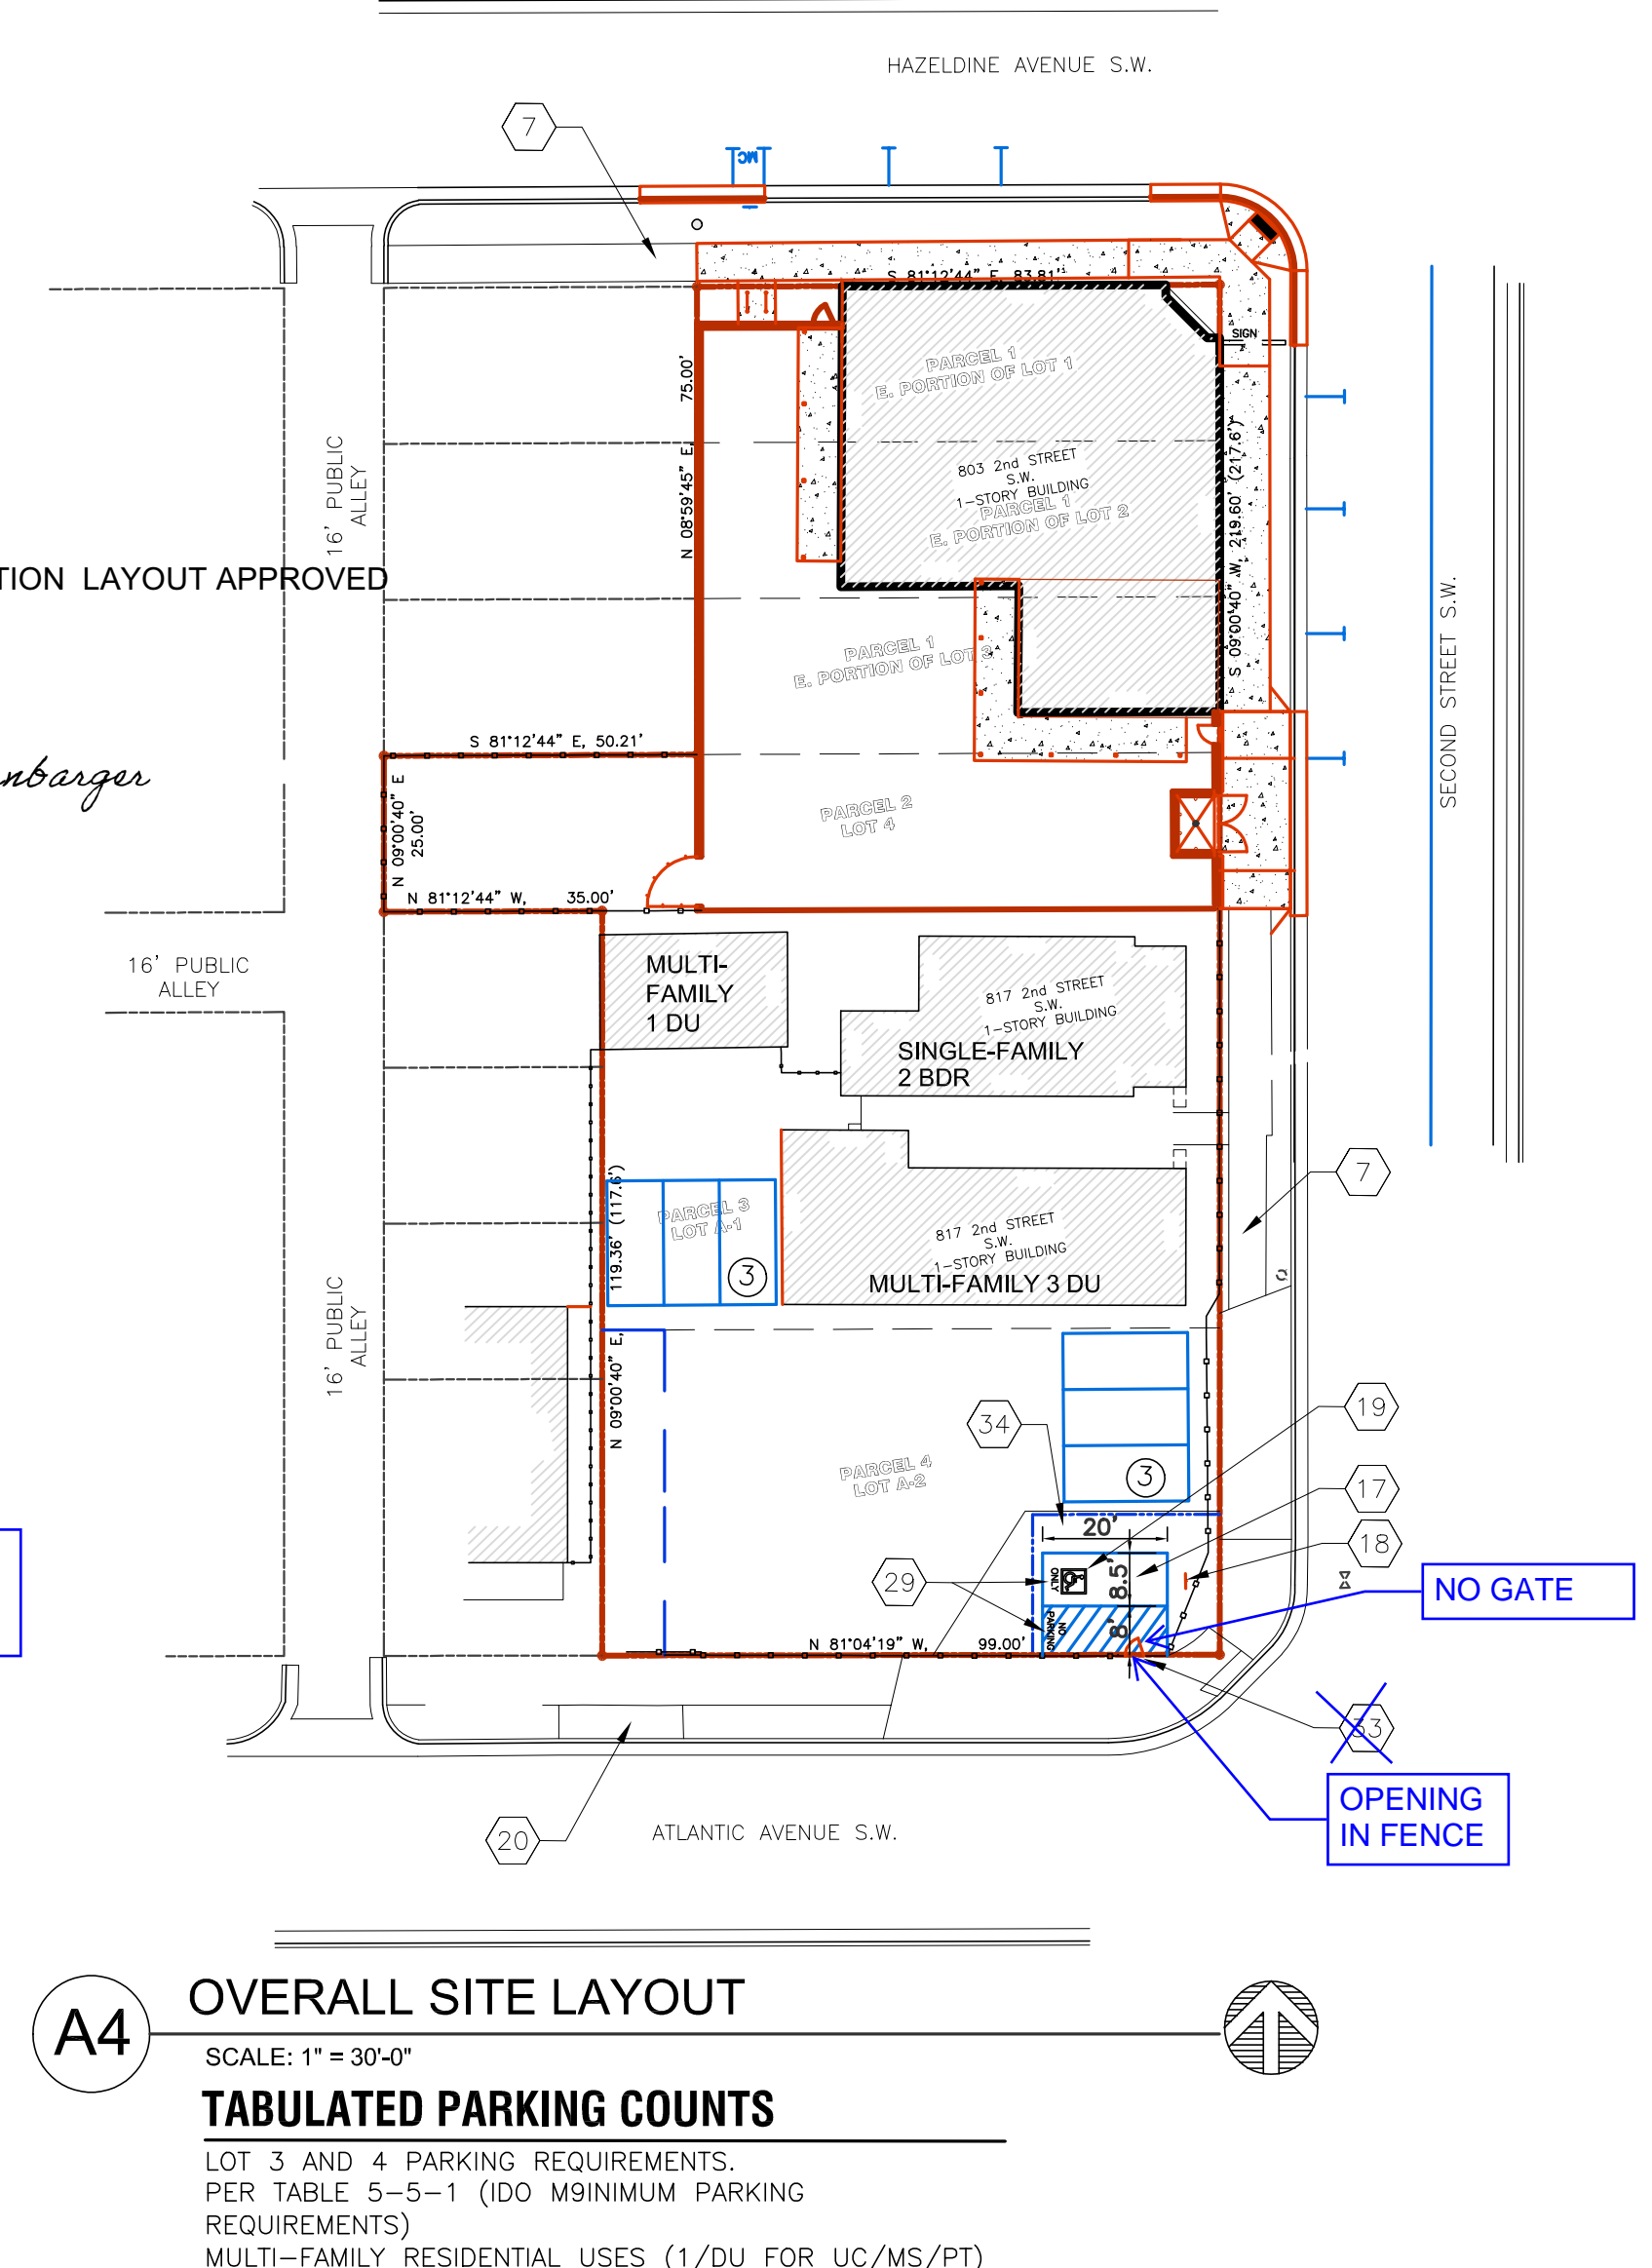 HAZELDINE AVENUE S.W.
7
MC
S 81°12'44" E, 83.81'
SIGN
PARCEL 1
E. PORTION OF LOT 1
75.00'
N 08°59'45" E,
803 2nd STREET
S.W.
1-STORY BUILDING
PARCEL 1
E. PORTION OF LOT 2
S 09°00'40" W, 219.60' (217.6')
16' PUBLIC
ALLEY
TION LAYOUT APPROVED
SECOND STREET S.W.
PARCEL 1
E. PORTION OF LOT 3
S 81°12'44" E, 50.21'
nbarger
N 09°00'40" E
25.00'
PARCEL 2
LOT 4
N 81°12'44" W, 35.00'
16' PUBLIC
ALLEY
MULTI-
FAMILY
1 DU
817 2nd STREET
S.W.
1-STORY BUILDING
SINGLE-FAMILY
2 BDR
7
PARCEL 3
LOT A-1
3
N 09°00'40" E, 119.36' (117.6')
817 2nd STREET
S.W.
1-STORY BUILDING
MULTI-FAMILY 3 DU
16' PUBLIC
ALLEY
19
34
PARCEL 4
LOT A-2
3
17
20'
18
29
ONLY
8.5'
NO GATE
NO
PARKING
8'
N 81°04'19" W, 99.00'
33
OPENING
IN FENCE
20
ATLANTIC AVENUE S.W.
A4
OVERALL SITE LAYOUT
SCALE: 1" = 30'-0"
TABULATED PARKING COUNTS
LOT 3 AND 4 PARKING REQUIREMENTS.
PER TABLE 5-5-1 (IDO M9INIMUM PARKING
REQUIREMENTS)
MULTI-FAMILY RESIDENTIAL USES (1/DU FOR UC/MS/PT)